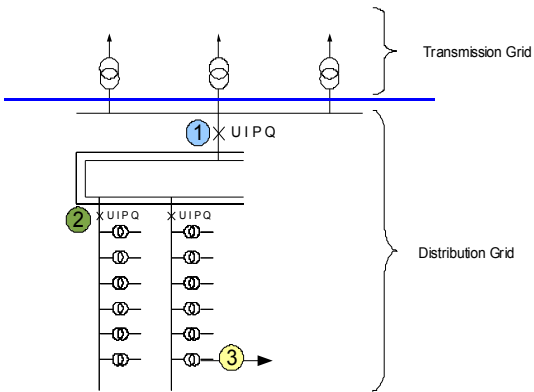 Transmission Grid
1 U I P Q
2 U I P Q U I P Q
Distribution Grid
3